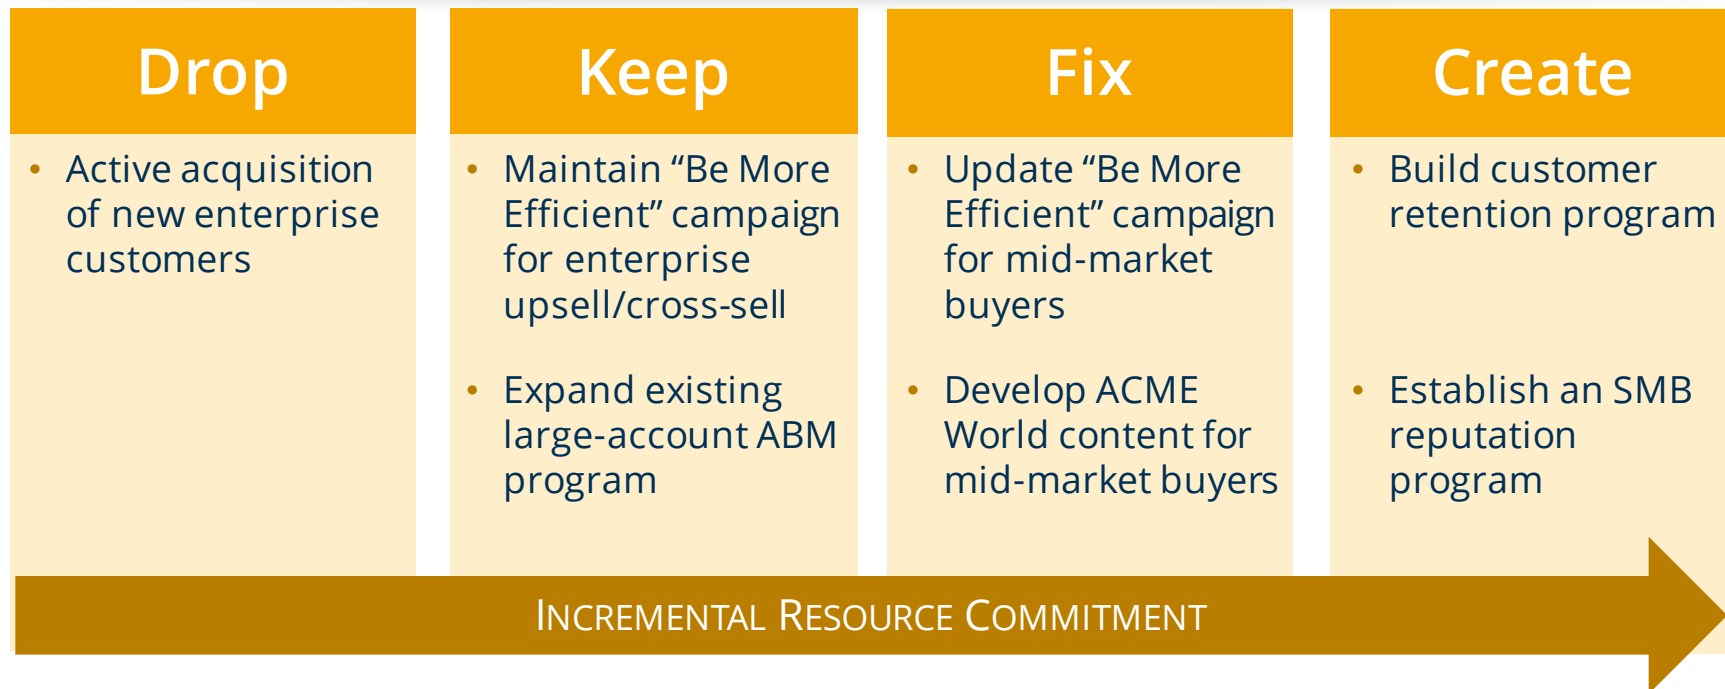 Drop
• Active acquisition
of new enterprise
customers
Keep
• Maintain “Be More
Efficient” campaign
for enterprise
upsell/cross-sell
• Expand existing
large-account ABM
program
Fix
• Update “Be More
Efficient” campaign
for mid-market
buyers
• Develop ACME
World content for
mid-market buyers
Create
• Build customer
retention program
• Establish an SMB
reputation
program
INCREMENTAL RESOURCE COMMITMENT